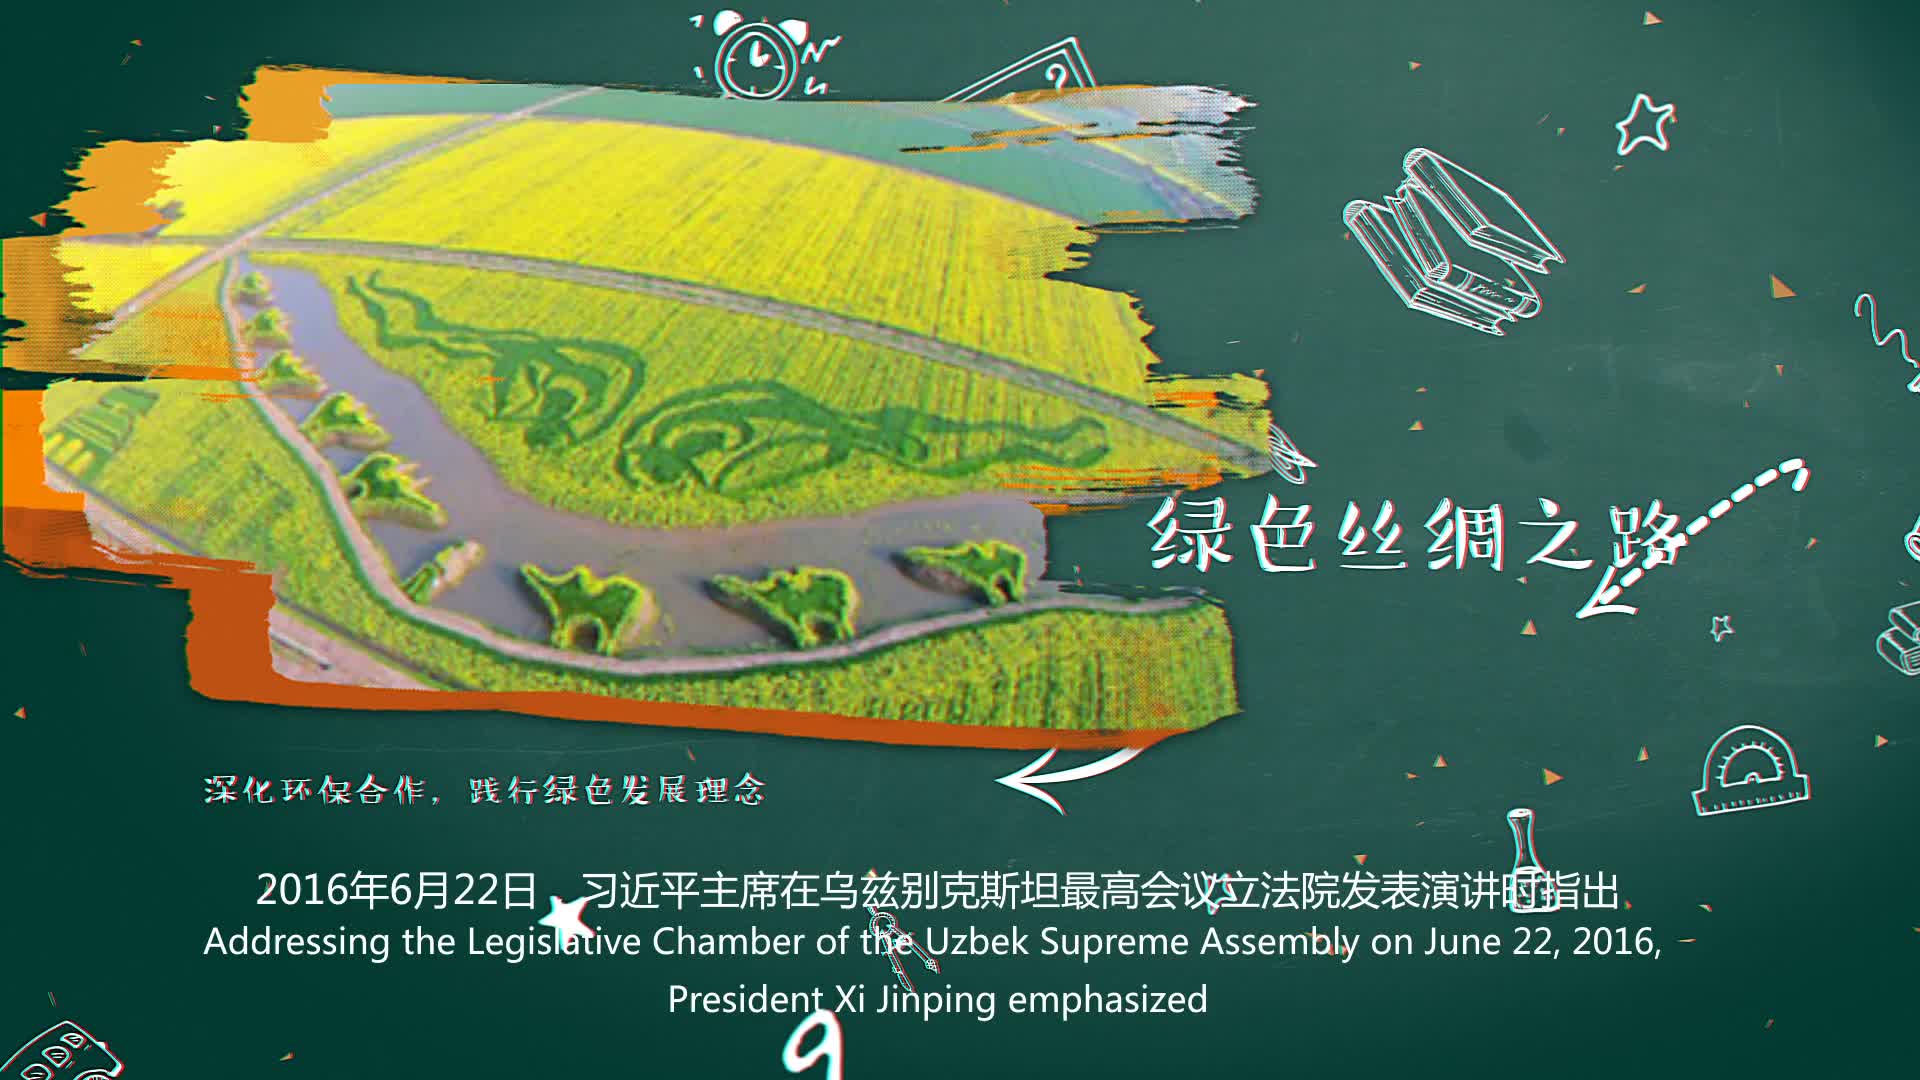 绿色丝绸之路
深化环保合作，践行绿色发展理念
2016年6月22日，习近平主席在乌兹别克斯坦最高会议立法院发表演讲时指出
Addressing the Legislative Chamber of the Uzbek Supreme Assembly on June 22, 2016,
President Xi Jinping emphasized
?
9